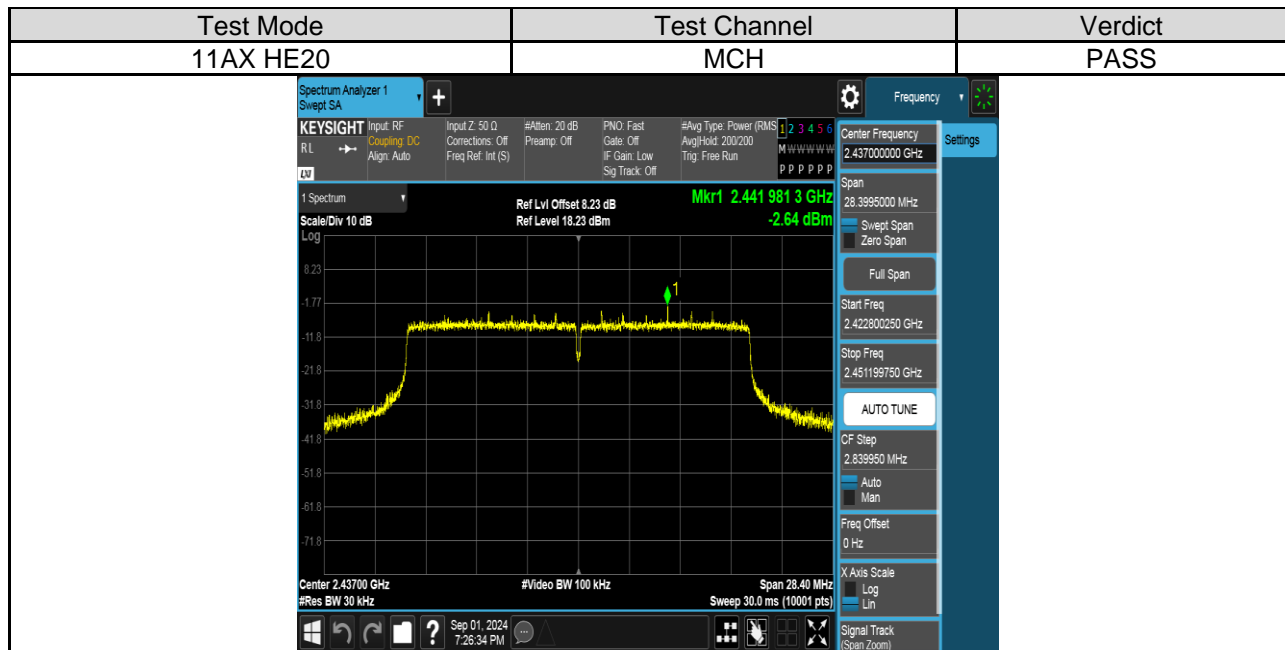 Test Mode Test Channel Verdict
11AX HE20 MCH PASS
Spectrum Analyzer 1
Swept SA
Frequency
KEYSIGHT
RL
LXI
Input: RF
Coupling: DC
Align: Auto
Input Z: 50 Ω
Corrections: Off
Freq Ref: Int (S)
#Atten: 20 dB
Preamp: Off
PNO: Fast
Gate: Off
IF Gain: Low
Sig Track: Off
#Avg Type: Power (RMS
Avg|Hold: 200/200
Trig: Free Run
1 2 3 4 5 6
M W W W W W
P P P P P P
1 Spectrum
Scale/Div 10 dB
Ref Lvl Offset 8.23 dB
Ref Level 18.23 dBm
Mkr1 2.441 981 3 GHz
-2.64 dBm
Log
8.23
-1.77
-11.8
-21.8
-31.8
-41.8
-51.8
-61.8
-71.8
1
Center 2.43700 GHz
#Res BW 30 kHz
#Video BW 100 kHz
Span 28.40 MHz
Sweep 30.0 ms (10001 pts)
Sep 01, 2024
7:26:34 PM
Center Frequency
2.437000000 GHz
Span
28.3995000 MHz
Swept Span
Zero Span
Full Span
Start Freq
2.422800250 GHz
Stop Freq
2.451199750 GHz
AUTO TUNE
CF Step
2.839950 MHz
Auto
Man
Freq Offset
0 Hz
X Axis Scale
Log
Lin
Signal Track
(Span Zoom)
Settings